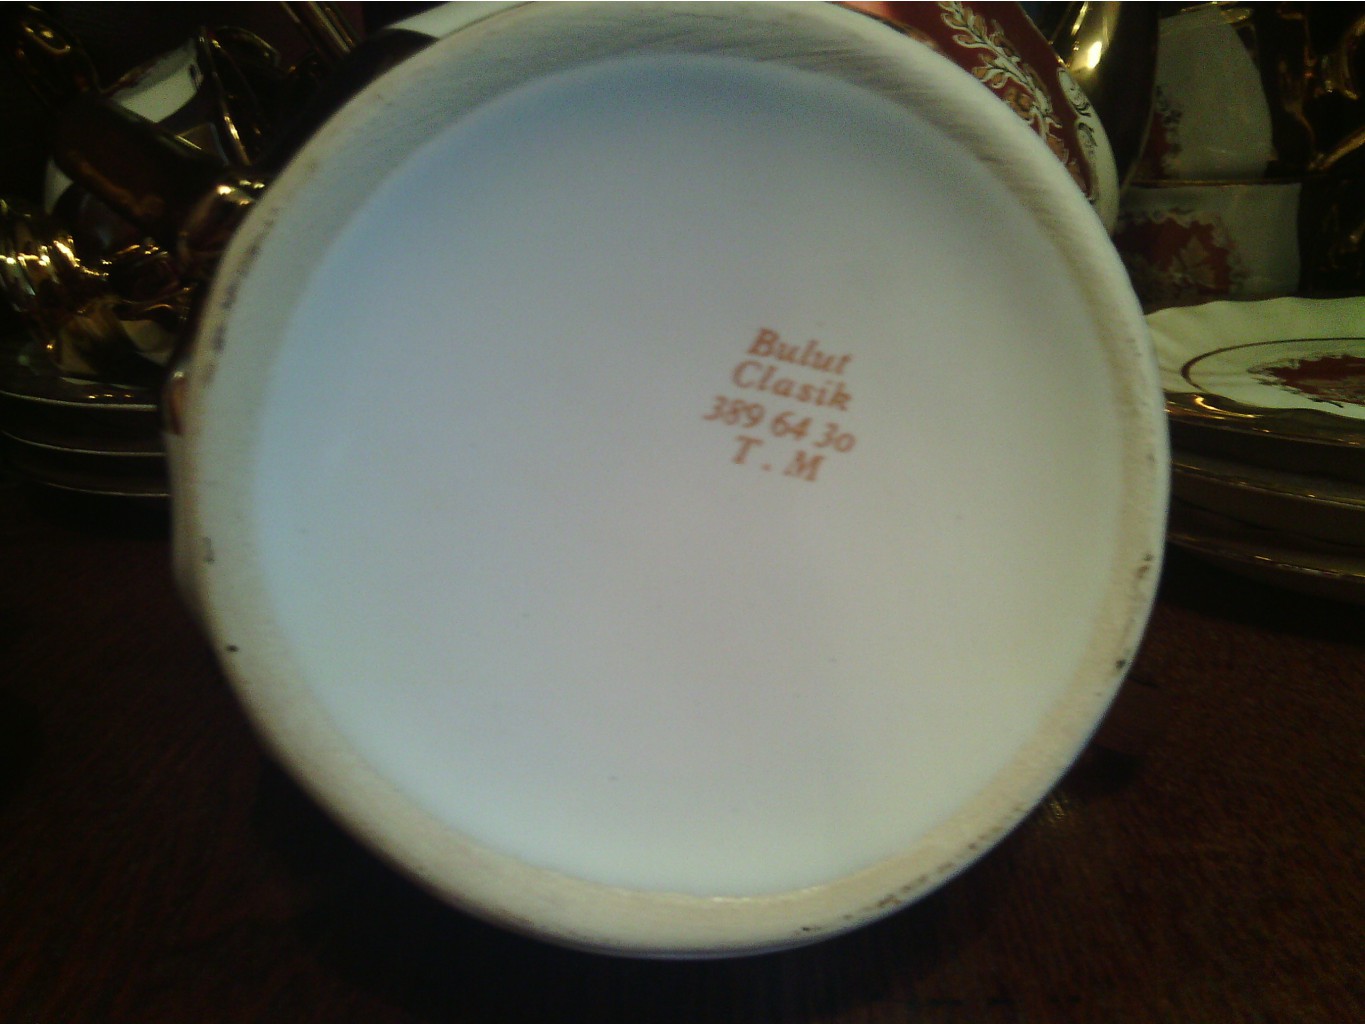 Bulut
Clasik
389 64 30
T . M